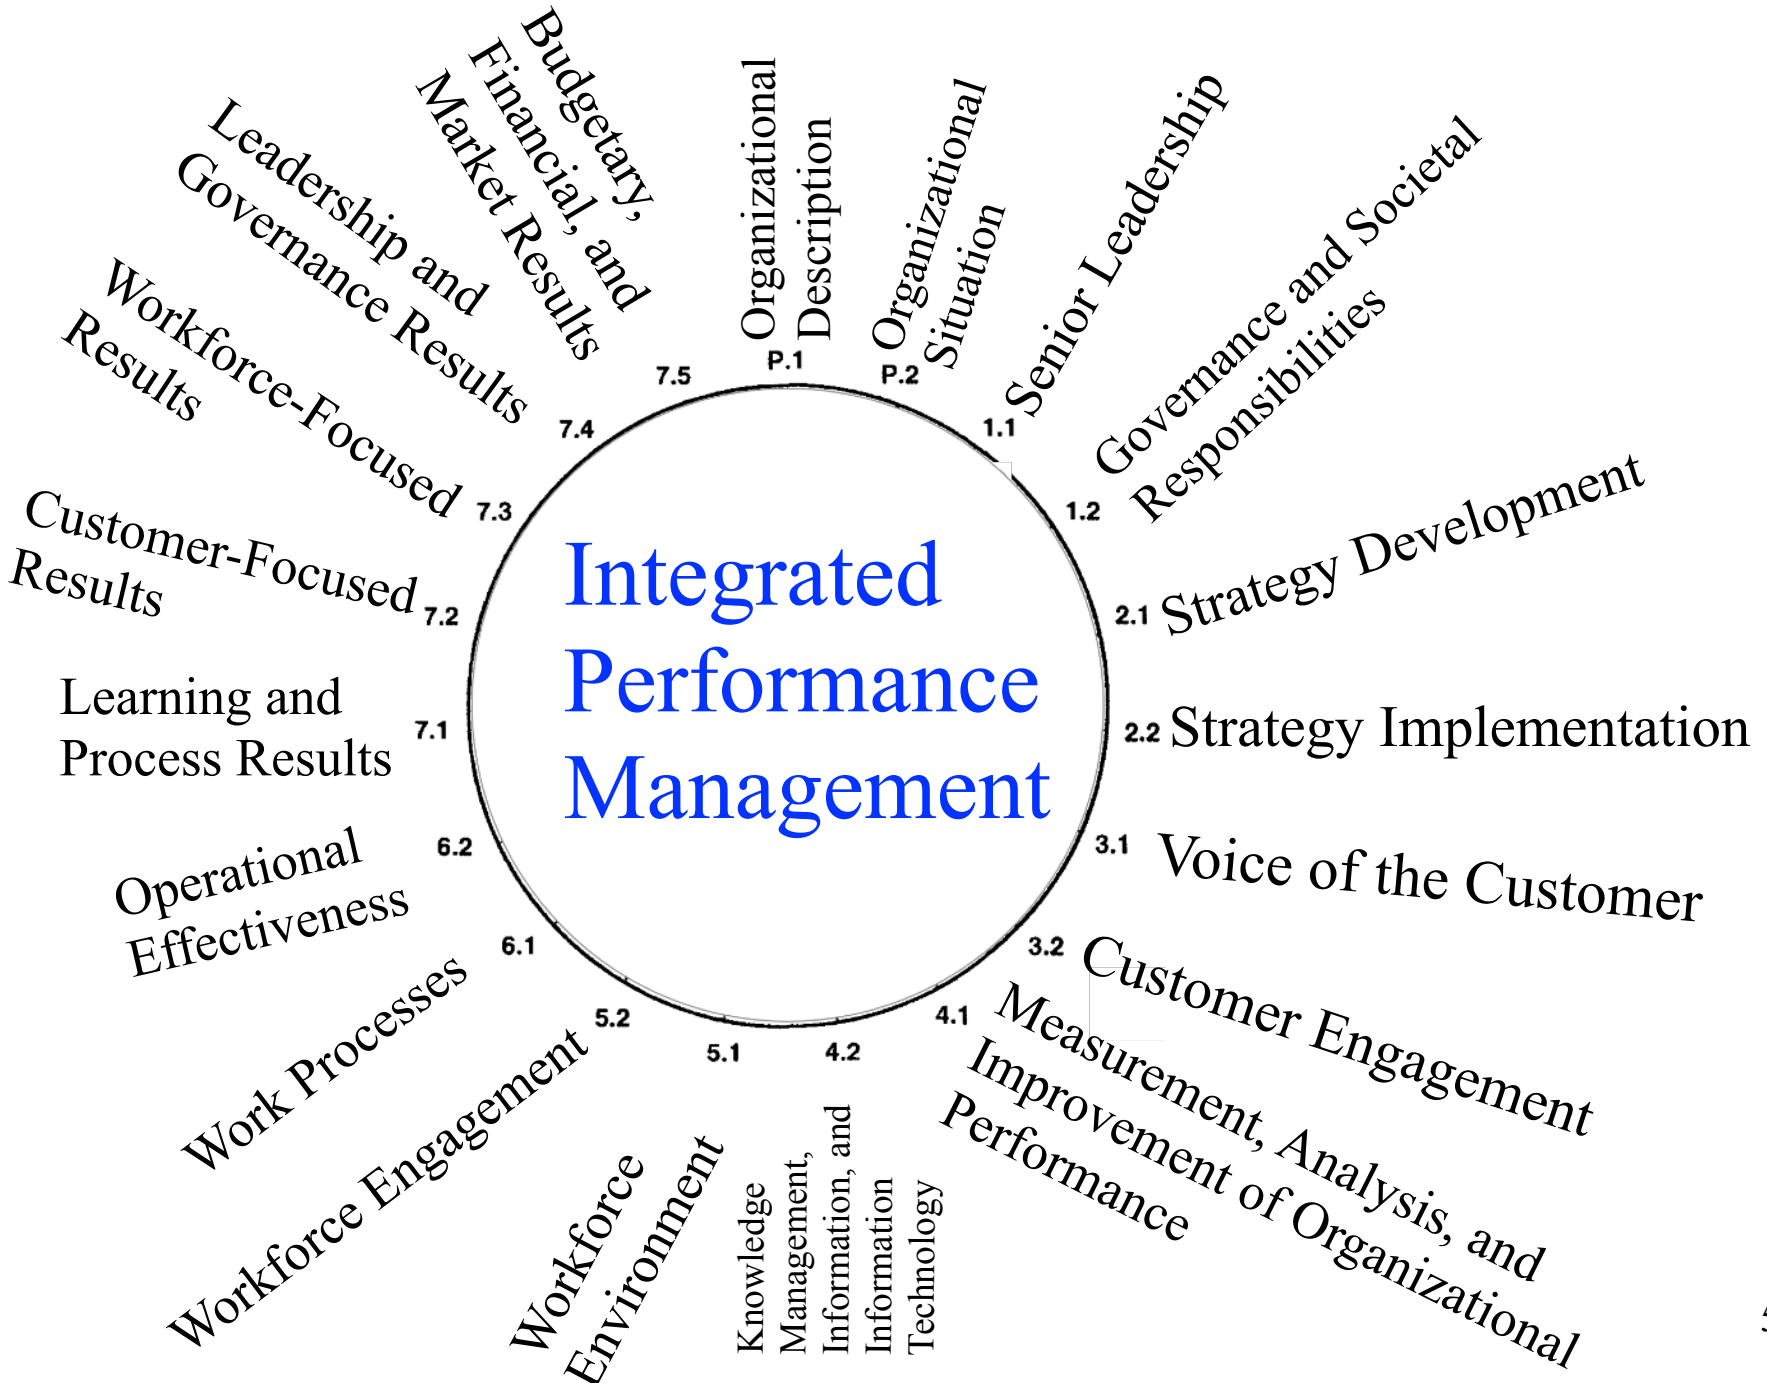 Organizational
Description
P.1
Organizational
Situation
P.2
Senior Leadership
1.1
Governance and Societal
Responsibilities
1.2
Strategy Development
2.1
Strategy Implementation
2.2
Voice of the Customer
3.1
Customer Engagement
3.2
Measurement, Analysis, and
Improvement of Organizational
Performance
4.1
Knowledge
Management,
Information, and
Information
Technology
4.2
Workforce
Environment
5.1
Workforce Engagement
5.2
Work Processes
6.1
Operational
Effectiveness
6.2
Learning and
Process Results
7.1
Customer-Focused
Results
7.2
Workforce-Focused
Results
7.3
Leadership and
Governance Results
7.4
Budgetary,
Financial, and
Market Results
7.5
Integrated
Performance
Management